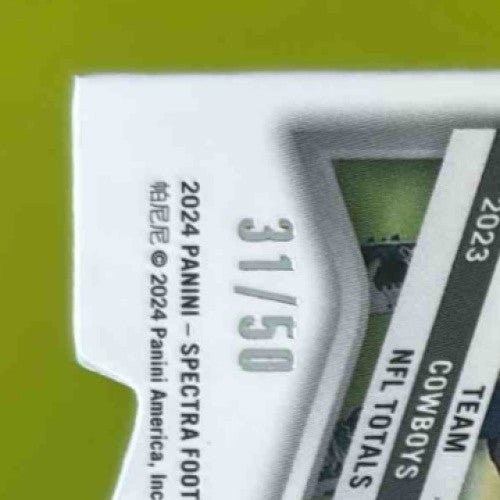 2023
TEAM
COWBOYS
NFL TOTALS
31/50
2024 PANINI – SPECTRA FOOT
帕尼尼 © 2024 Panini America, Inc